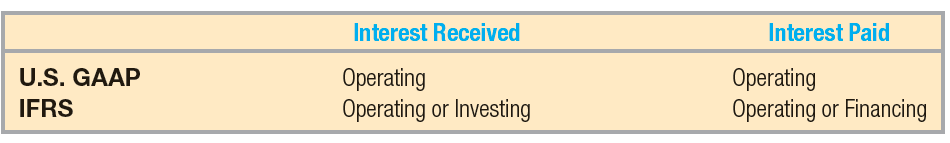 Interest Received Interest Paid
U.S. GAAP Operating Operating
IFRS Operating or Investing Operating or Financing